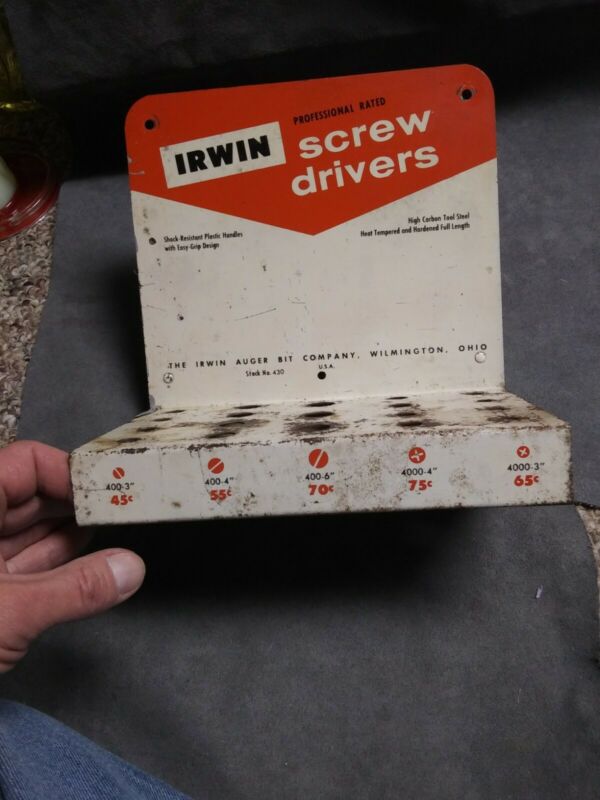 PROFESSIONAL RATED
IRWIN
screw
drivers
Shock-Resistant Plastic Handles
with Easy-Grip Design
High Carbon Tool Steel
Heat Tempered and Hardened Full Length
THE IRWIN AUGER BIT COMPANY, WILMINGTON, OHIO
U.S.A.
Stock No. 430
400-3"
45¢
400-4"
55¢
400-6"
70¢
4000-4"
75¢
4000-3"
65¢